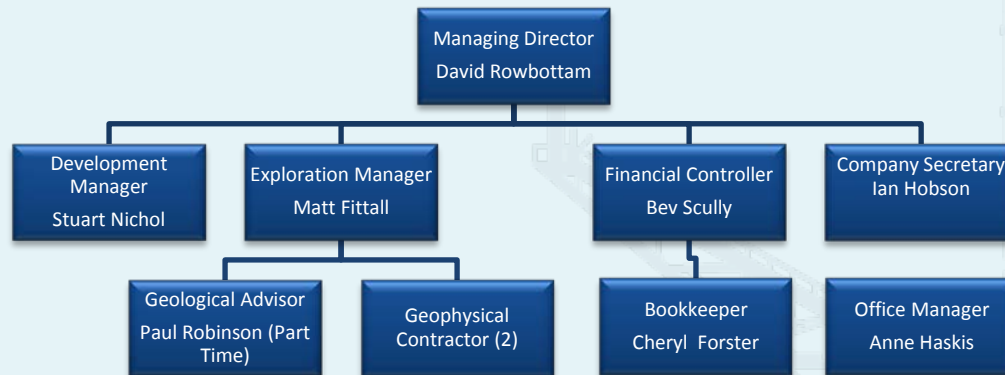 Managing Director
David Rowbottam
Development
Manager
Stuart Nichol
Exploration Manager
Matt Fittall
Financial Controller
Bev Scully
Company Secretary
Ian Hobson
Geological Advisor
Paul Robinson (Part
Time)
Geophysical
Contractor (2)
Bookkeeper
Cheryl Forster
Office Manager
Anne Haskis